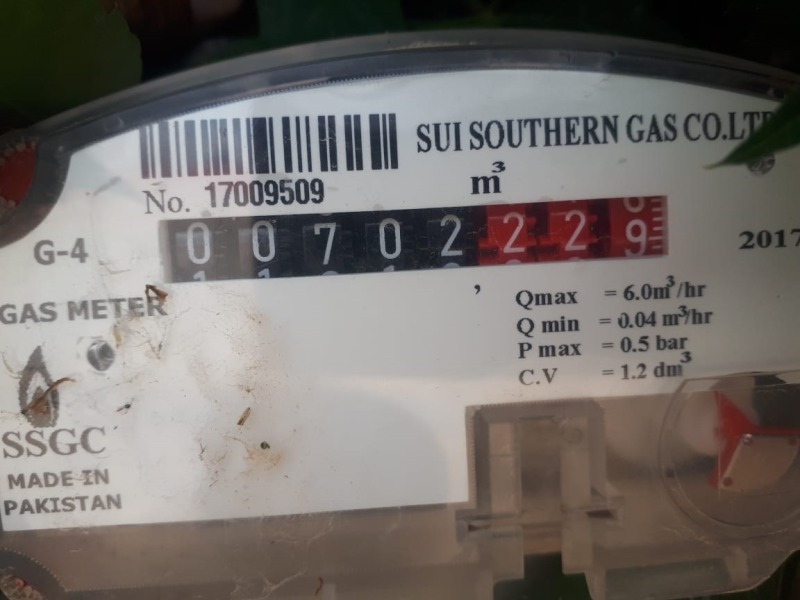 SUI SOUTHERN GAS CO.LT
No. 17009509
m³
G-4
00702229
2017
GAS METER
Qmax = 6.0m³/hr
Q min = 0.04 m³/hr
P max = 0.5 bar
C.V = 1.2 dm³
SSGC
MADE IN
PAKISTAN